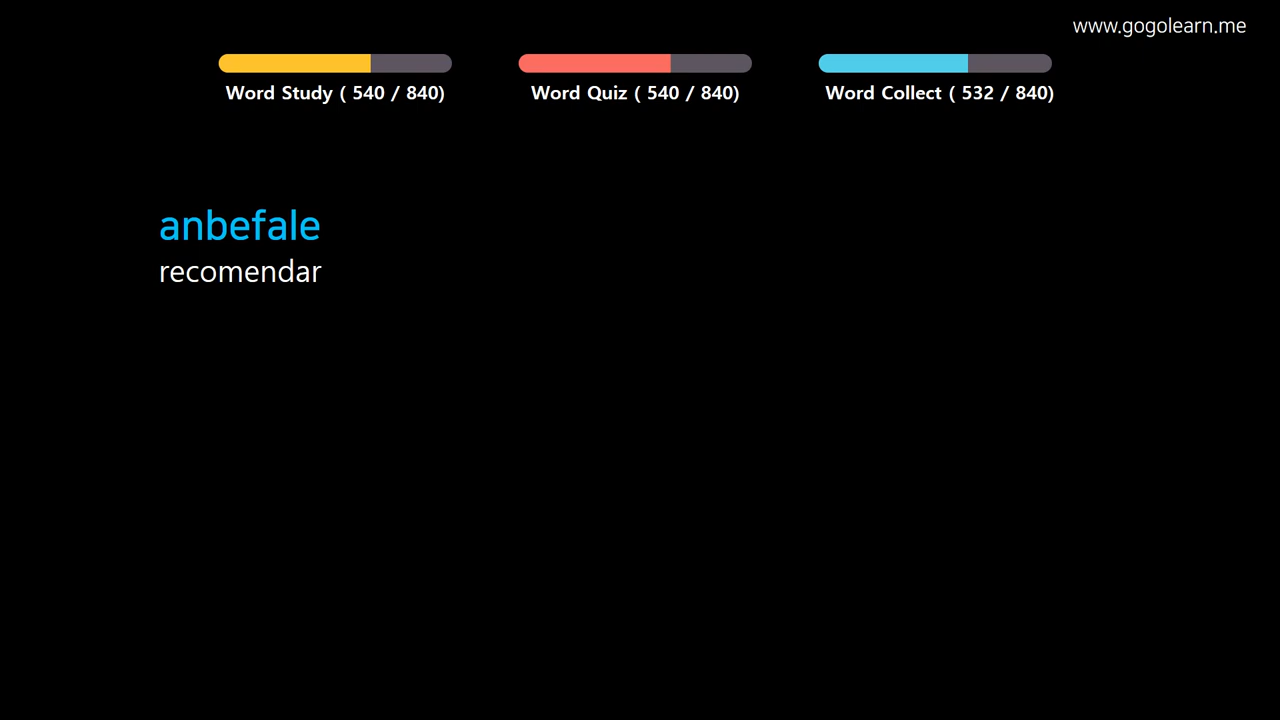 www.gogolearn.me
Word Study ( 540 / 840)
Word Quiz ( 540 / 840)
Word Collect ( 532 / 840)
anbefale
recomendar